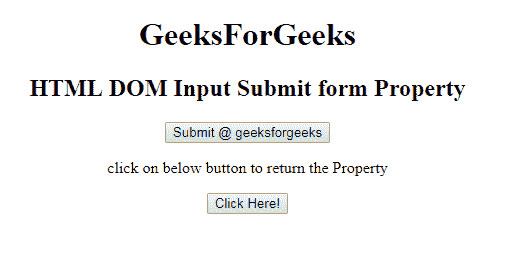 GeeksForGeeks
HTML DOM Input Submit form Property
Submit @ geeksforgeeks
click on below button to return the Property
Click Here!